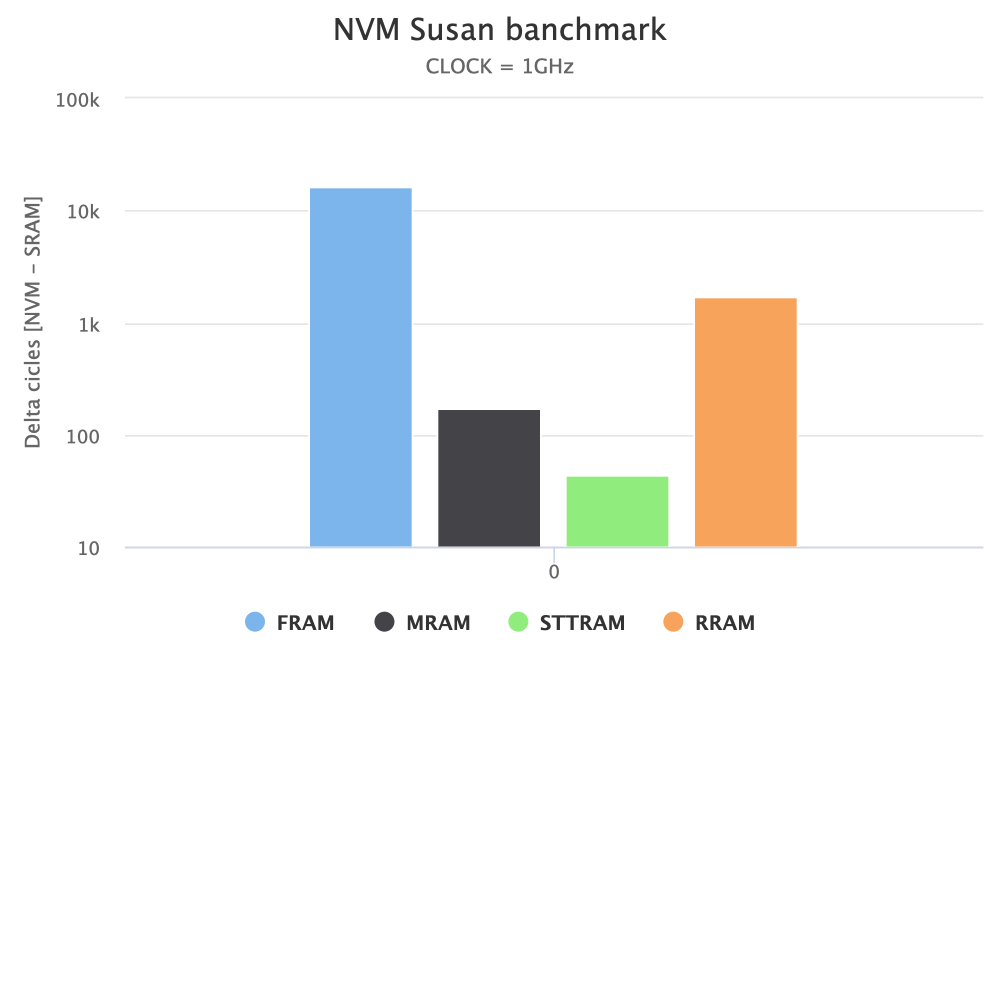 NVM Susan banchmark
CLOCK = 1GHz
Delta cicles [NVM – SRAM]
100k
10k
1k
100
10
0
FRAM
MRAM
STTRAM
RRAM